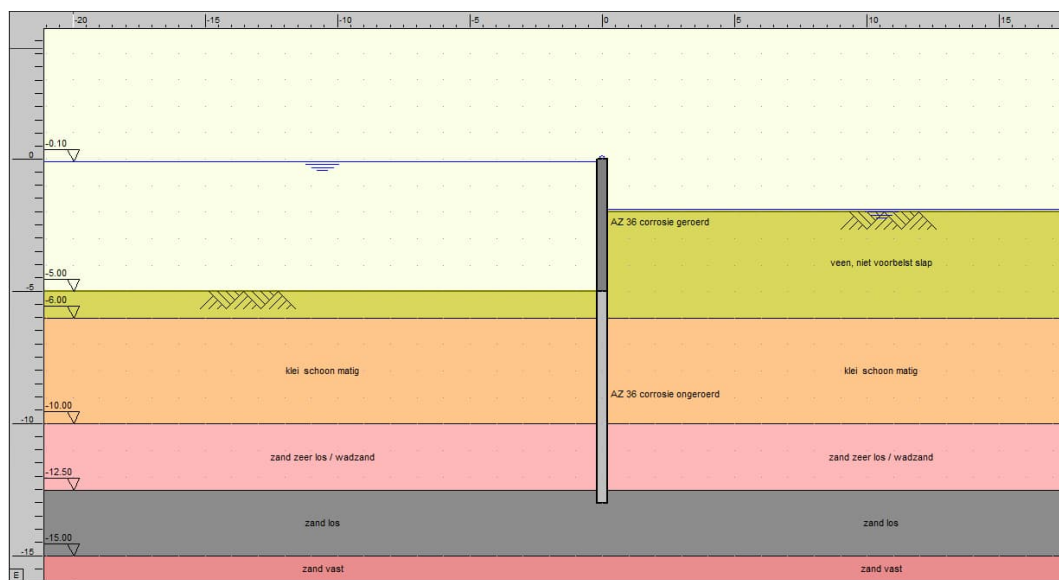 -20 -15 -10 -5 0 5 10 15
-0.10
0
AZ 36 corrosie geroerd
veen, niet voorbelst slap
-5.00
-5
-6.00
klei schoon matig
klei schoon matig
AZ 36 corrosie ongeroerd
-10.00
-10
zand zeer los / wadzand
zand zeer los / wadzand
-12.50
zand los
zand los
-15.00
-15
zand vast
zand vast
m